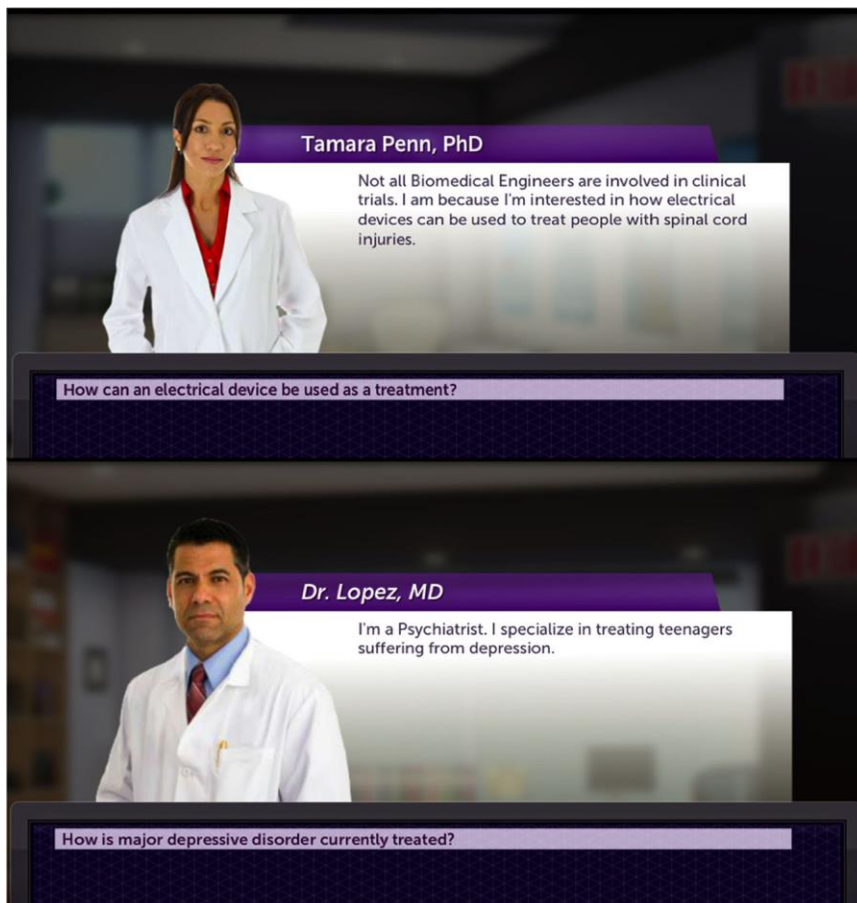 Tamara Penn, PhD
Not all Biomedical Engineers are involved in clinical
trials. I am because I'm interested in how electrical
devices can be used to treat people with spinal cord
injuries.
How can an electrical device be used as a treatment?
Dr. Lopez, MD
I'm a Psychiatrist. I specialize in treating teenagers
suffering from depression.
How is major depressive disorder currently treated?